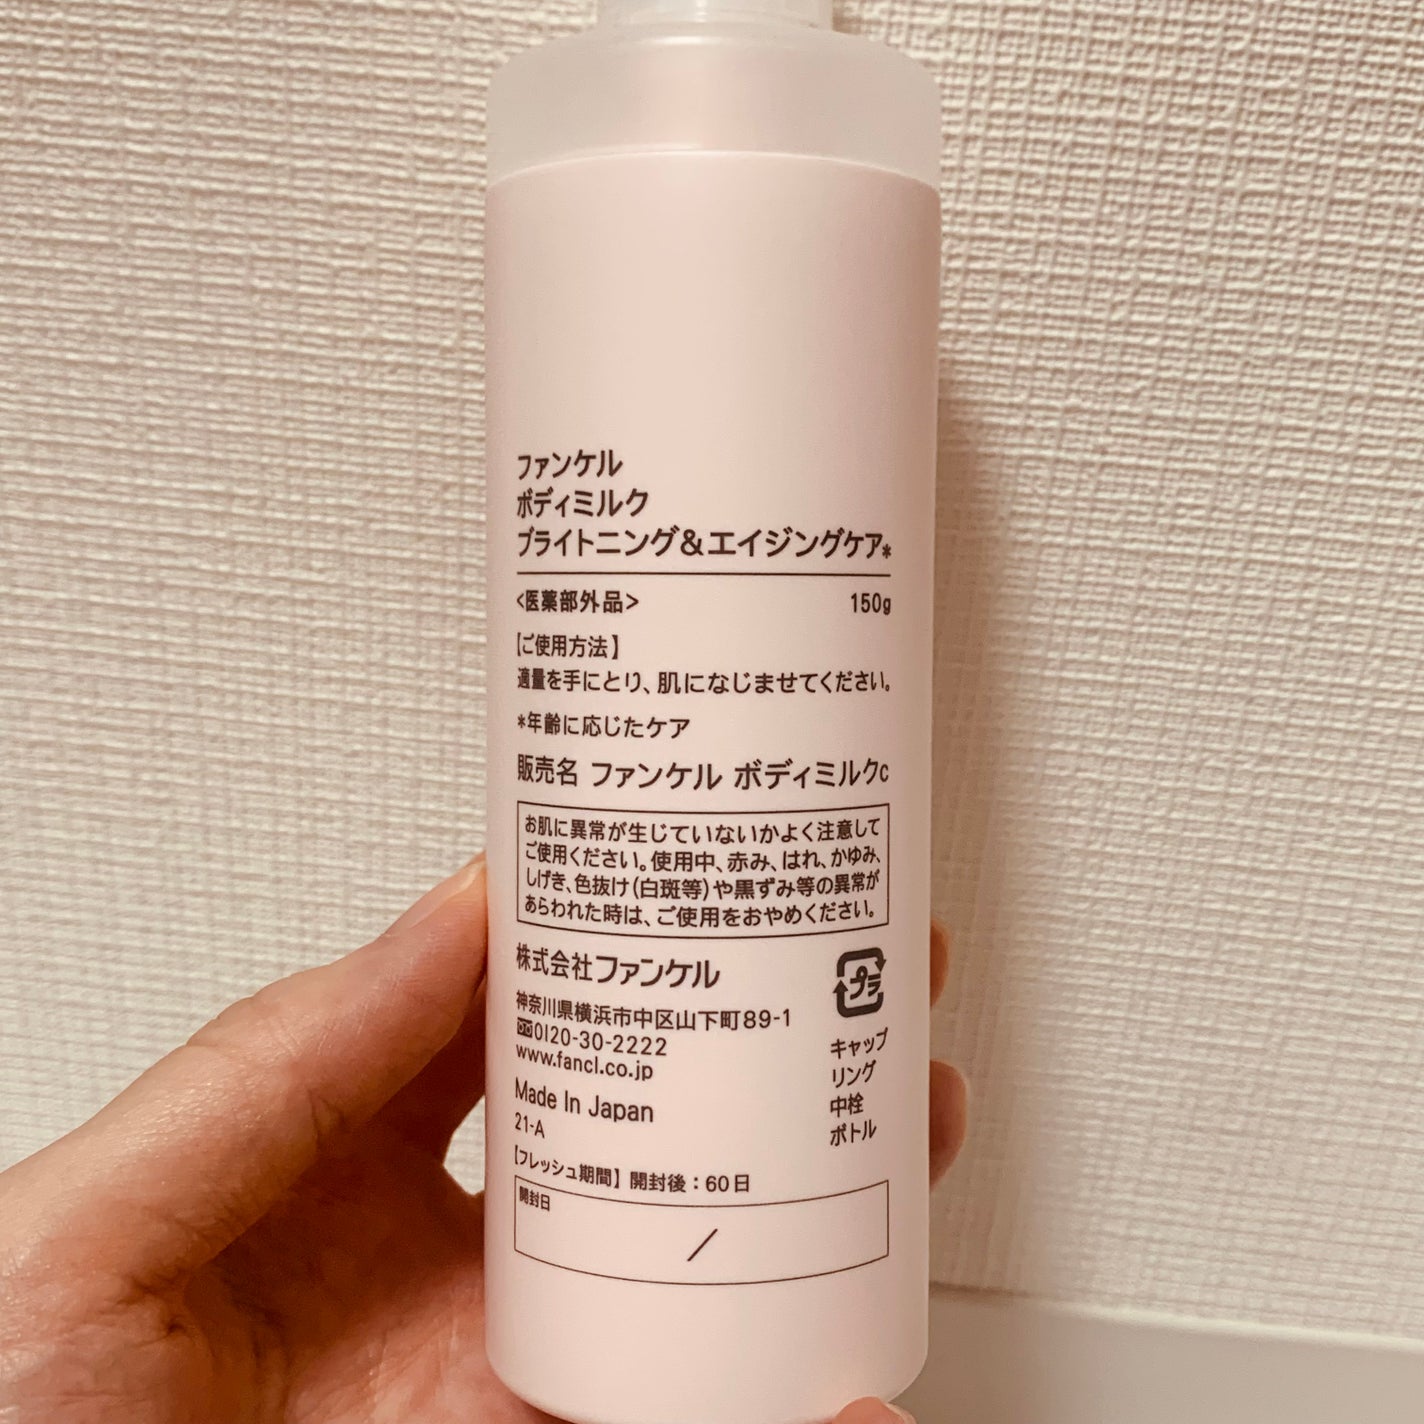 ファンケル
ボディミルク
ブライトニング&エイジングケア*
<医薬部外品> 150g
【ご使用方法】
適量を手にとり、肌になじませてください。
*年齢に応じたケア
販売名 ファンケル ボディミルクc
お肌に異常が生じていないかよく注意して
ご使用ください。使用中、赤み、はれ、かゆみ、
しげき、色抜け(白斑等)や黒ずみ等の異常が
あらわれた時は、ご使用をおやめください。
株式会社ファンケル
神奈川県横浜市中区山下町89-1
0120-30-2222
www.fancl.co.jp
Made In Japan
21-A
プラ
キャップ
リング
中栓
ボトル
【フレッシュ期間】開封後：60日
開封日
/